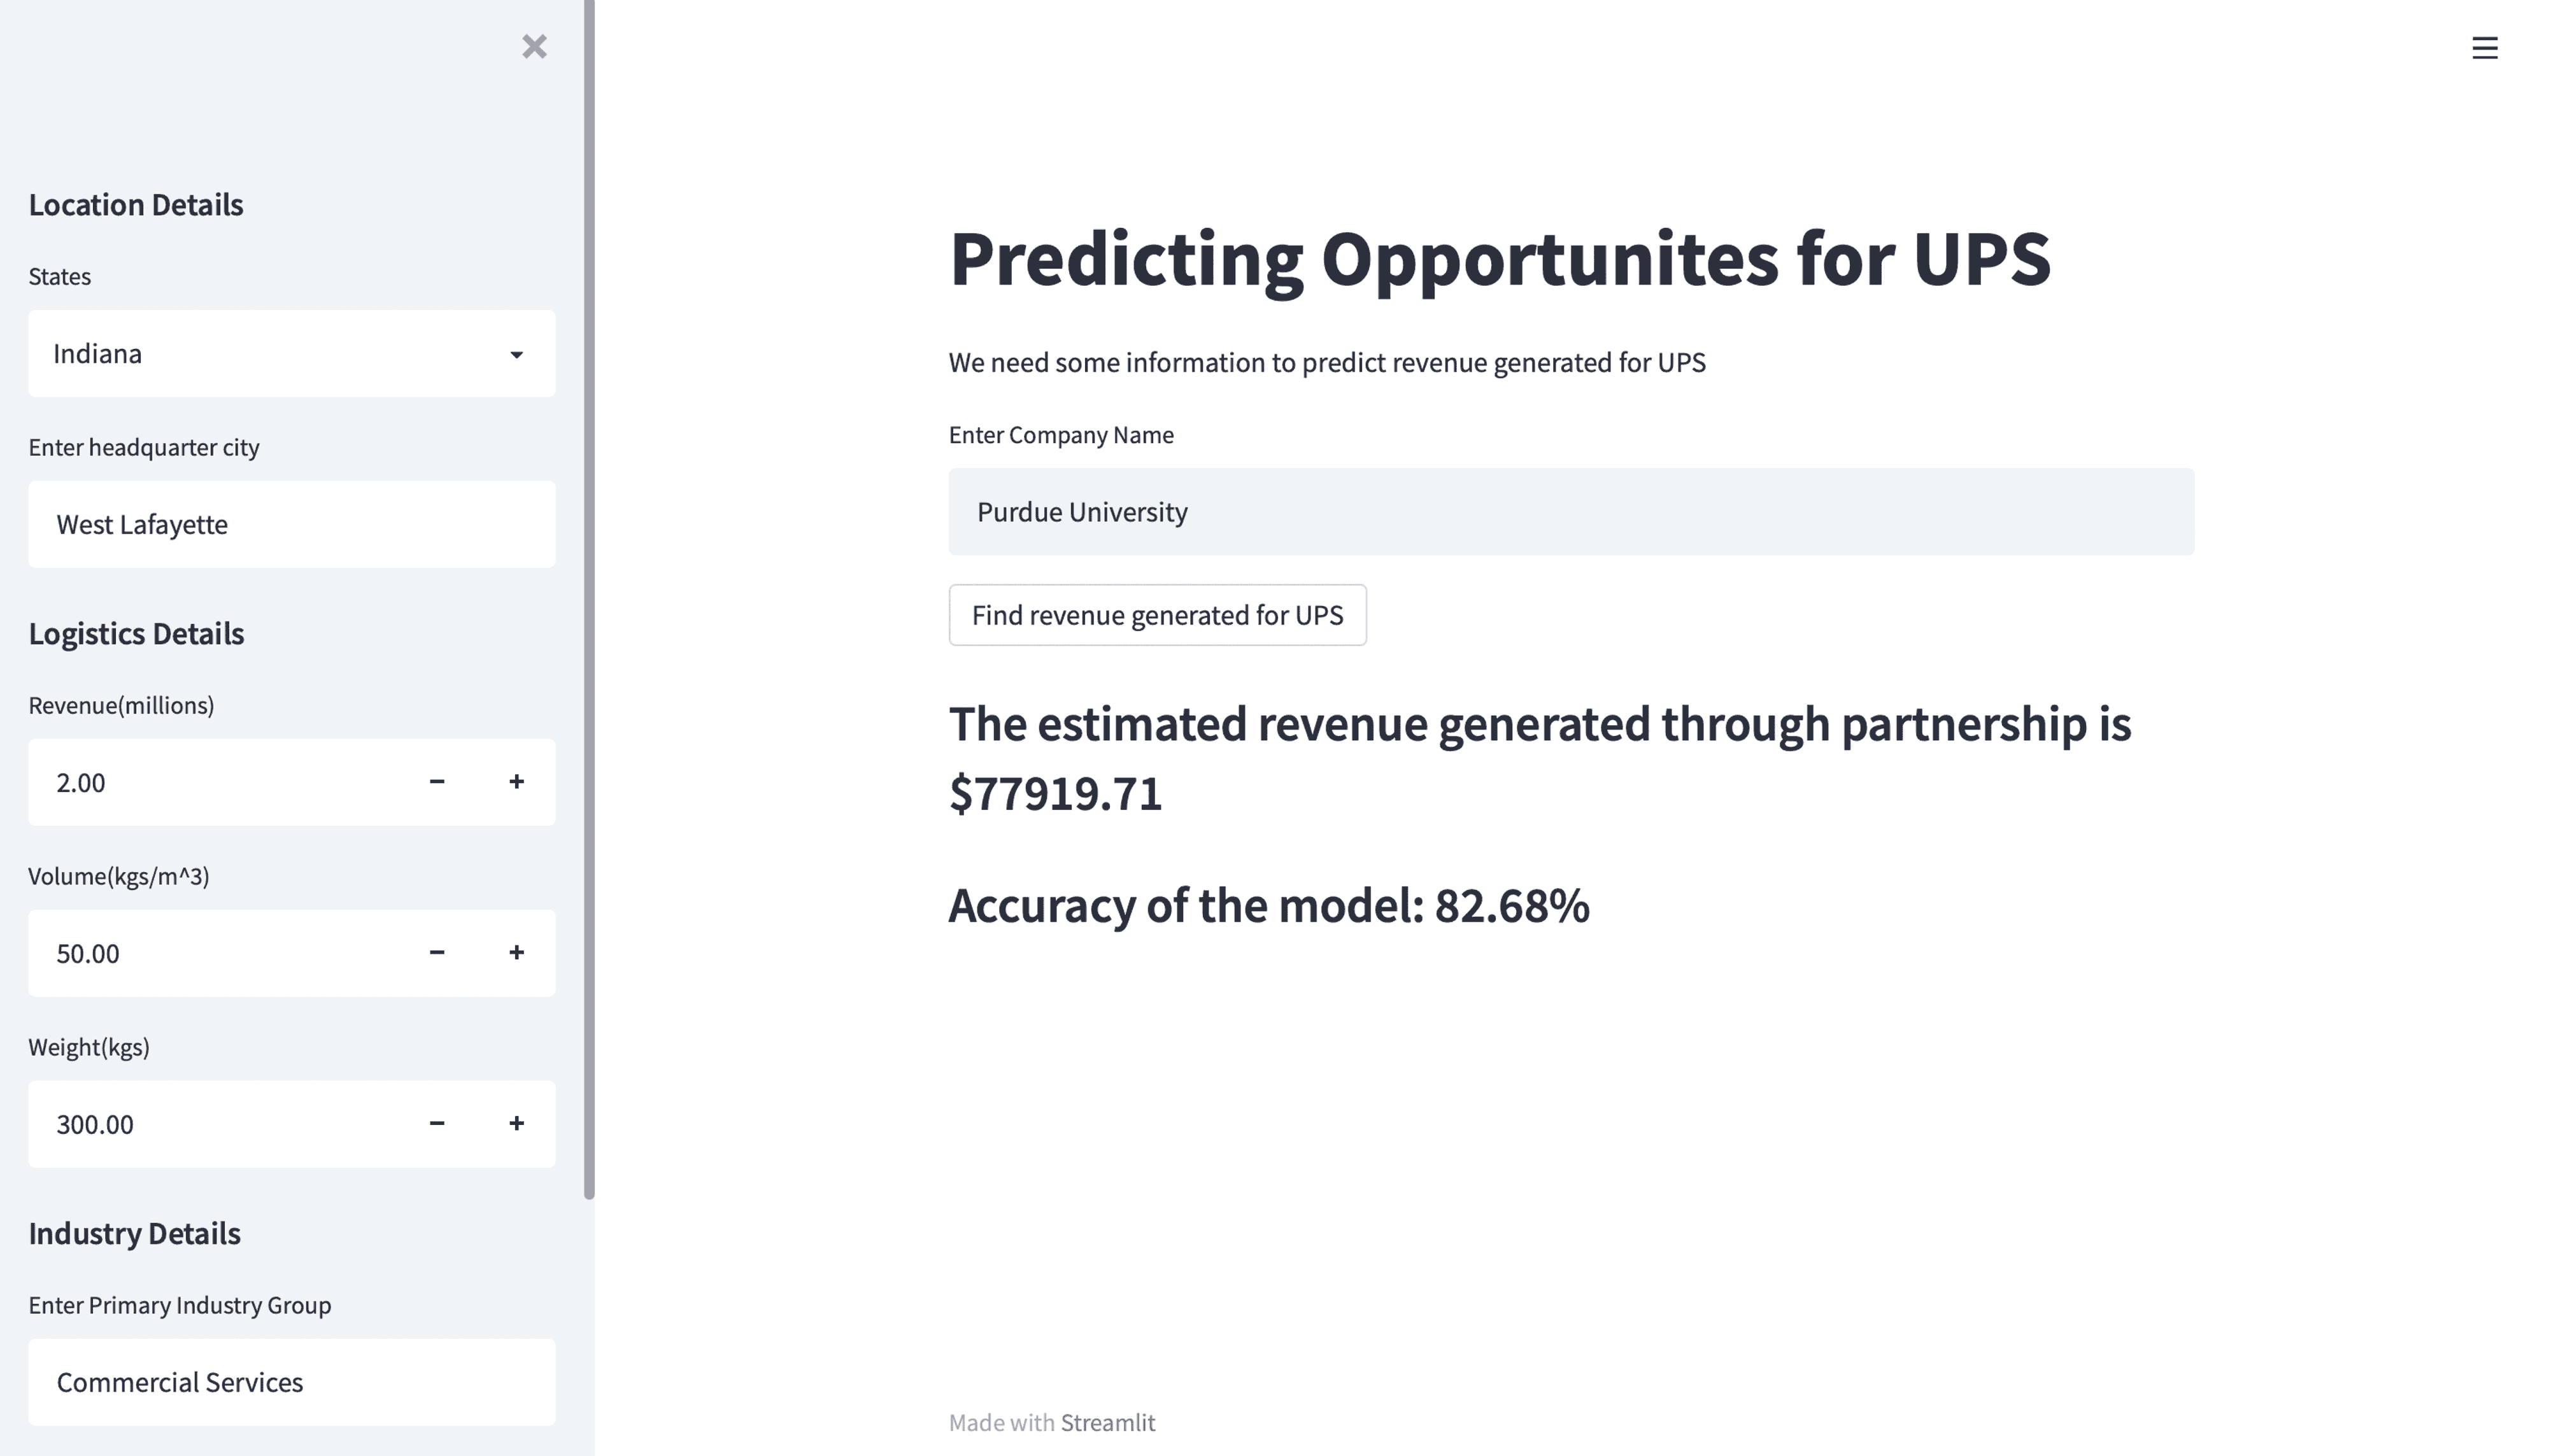 Location Details
States
Indiana
Enter headquarter city
West Lafayette
Logistics Details
Revenue(millions)
2.00
Volume(kgs/m^3)
50.00
Weight(kgs)
300.00
Industry Details
Enter Primary Industry Group
Commercial Services
Predicting Opportunites for UPS
We need some information to predict revenue generated for UPS
Enter Company Name
Purdue University
Find revenue generated for UPS
The estimated revenue generated through partnership is
$77919.71
Accuracy of the model: 82.68%
Made with Streamlit